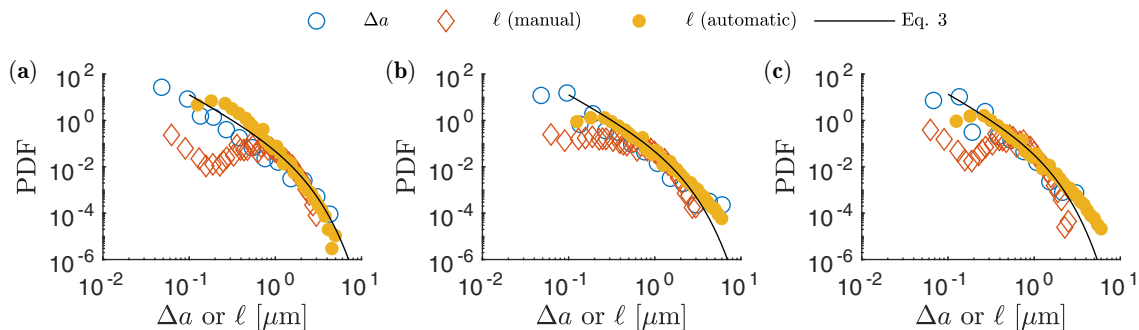 Δa ℓ (manual) ℓ (automatic) Eq. 3
(a) (b) (c)
10^2 10^2 10^2
10^0 10^0 10^0
PDF PDF PDF
10^-2 10^-2 10^-2
10^-4 10^-4 10^-4
10^-6 10^-6 10^-6
10^-2 10^-1 10^0 10^1 10^-2 10^-1 10^0 10^1 10^-2 10^-1 10^0 10^1
Δa or ℓ [μm] Δa or ℓ [μm] Δa or ℓ [μm]